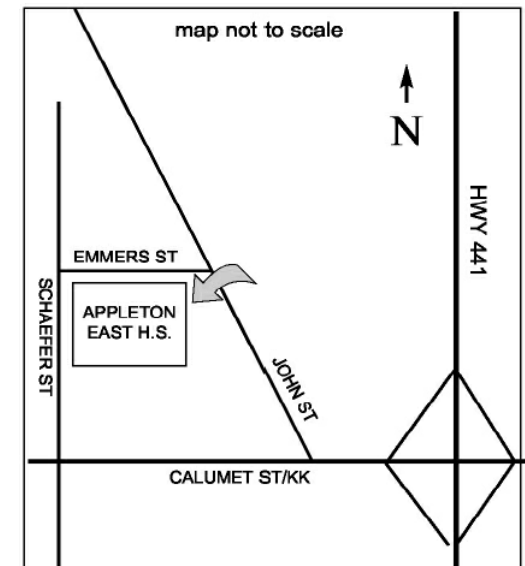 map not to scale
N
HWY 441
EMMERS ST
APPLETON
EAST H.S.
SCHAEFER ST
JOHN ST
CALUMET ST/KK